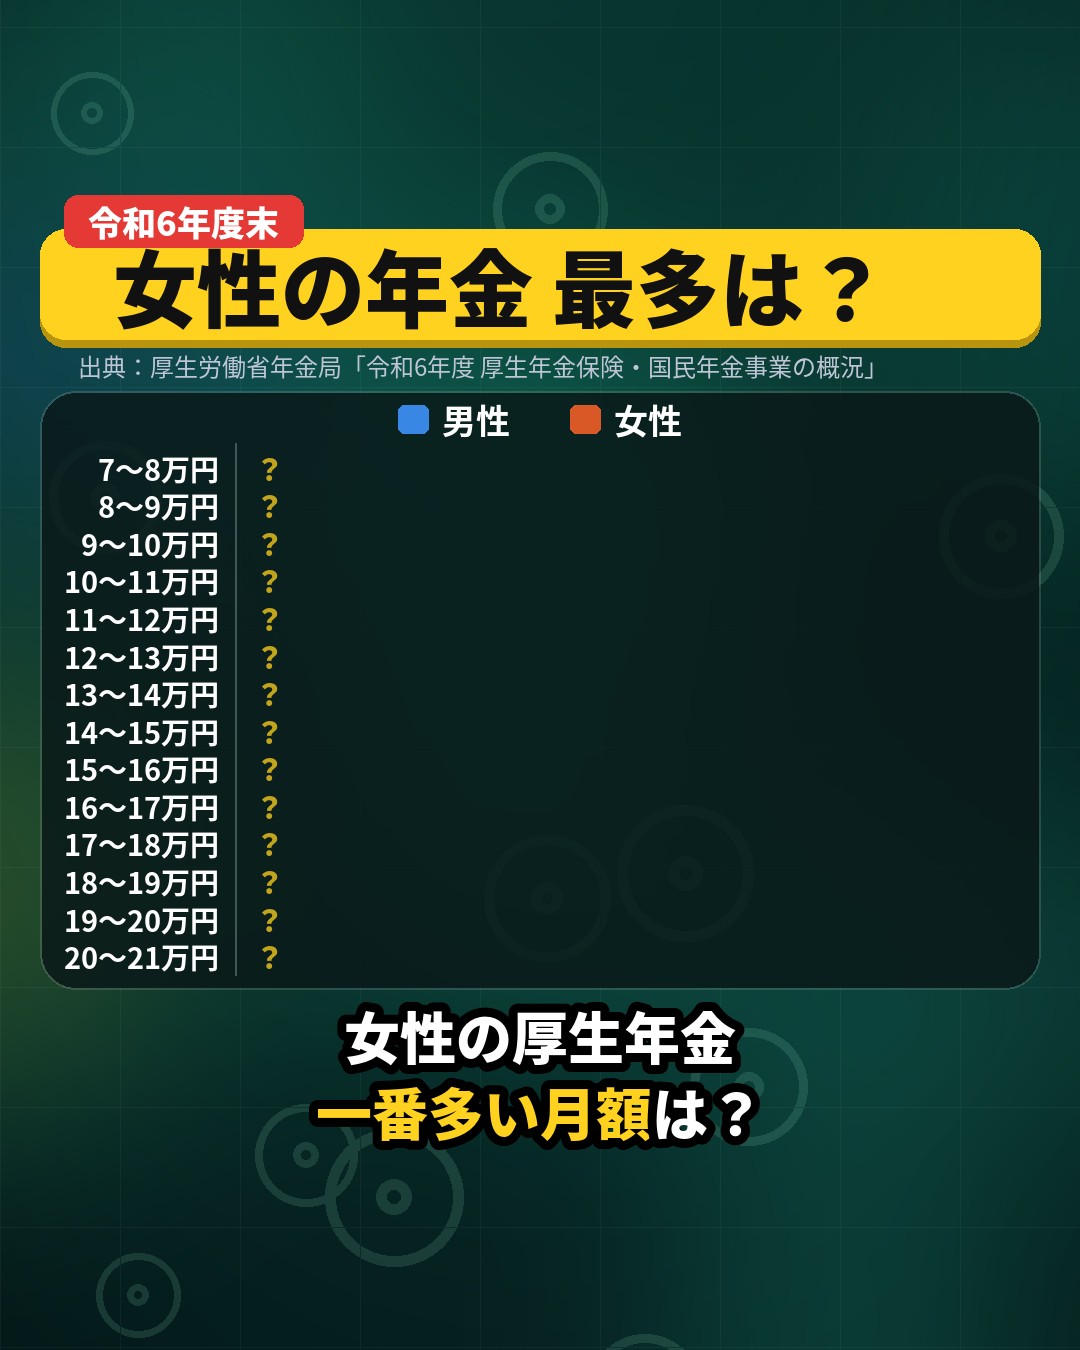 令和6年度末
女性の年金 最多は？
出典：厚生労働省年金局「令和6年度 厚生年金保険・国民年金事業の概況」
男性 女性
7〜8万円 ？
8〜9万円 ？
9〜10万円 ？
10〜11万円 ？
11〜12万円 ？
12〜13万円 ？
13〜14万円 ？
14〜15万円 ？
15〜16万円 ？
16〜17万円 ？
17〜18万円 ？
18〜19万円 ？
19〜20万円 ？
20〜21万円 ？
女性の厚生年金
一番多い月額は？